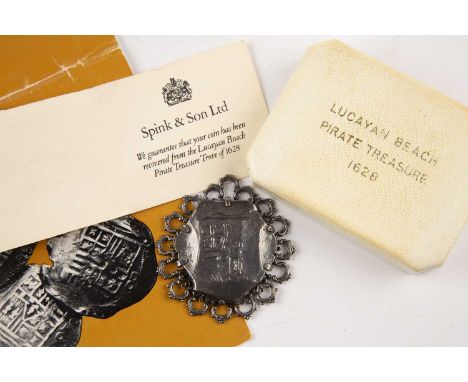 Spink & Son Ltd
We guarantee that your coin has been
recovered from the Lucayan Beach
Pirate Treasure Trove of 1628
LUCAYAN BEACH
PIRATE TREASURE
1628